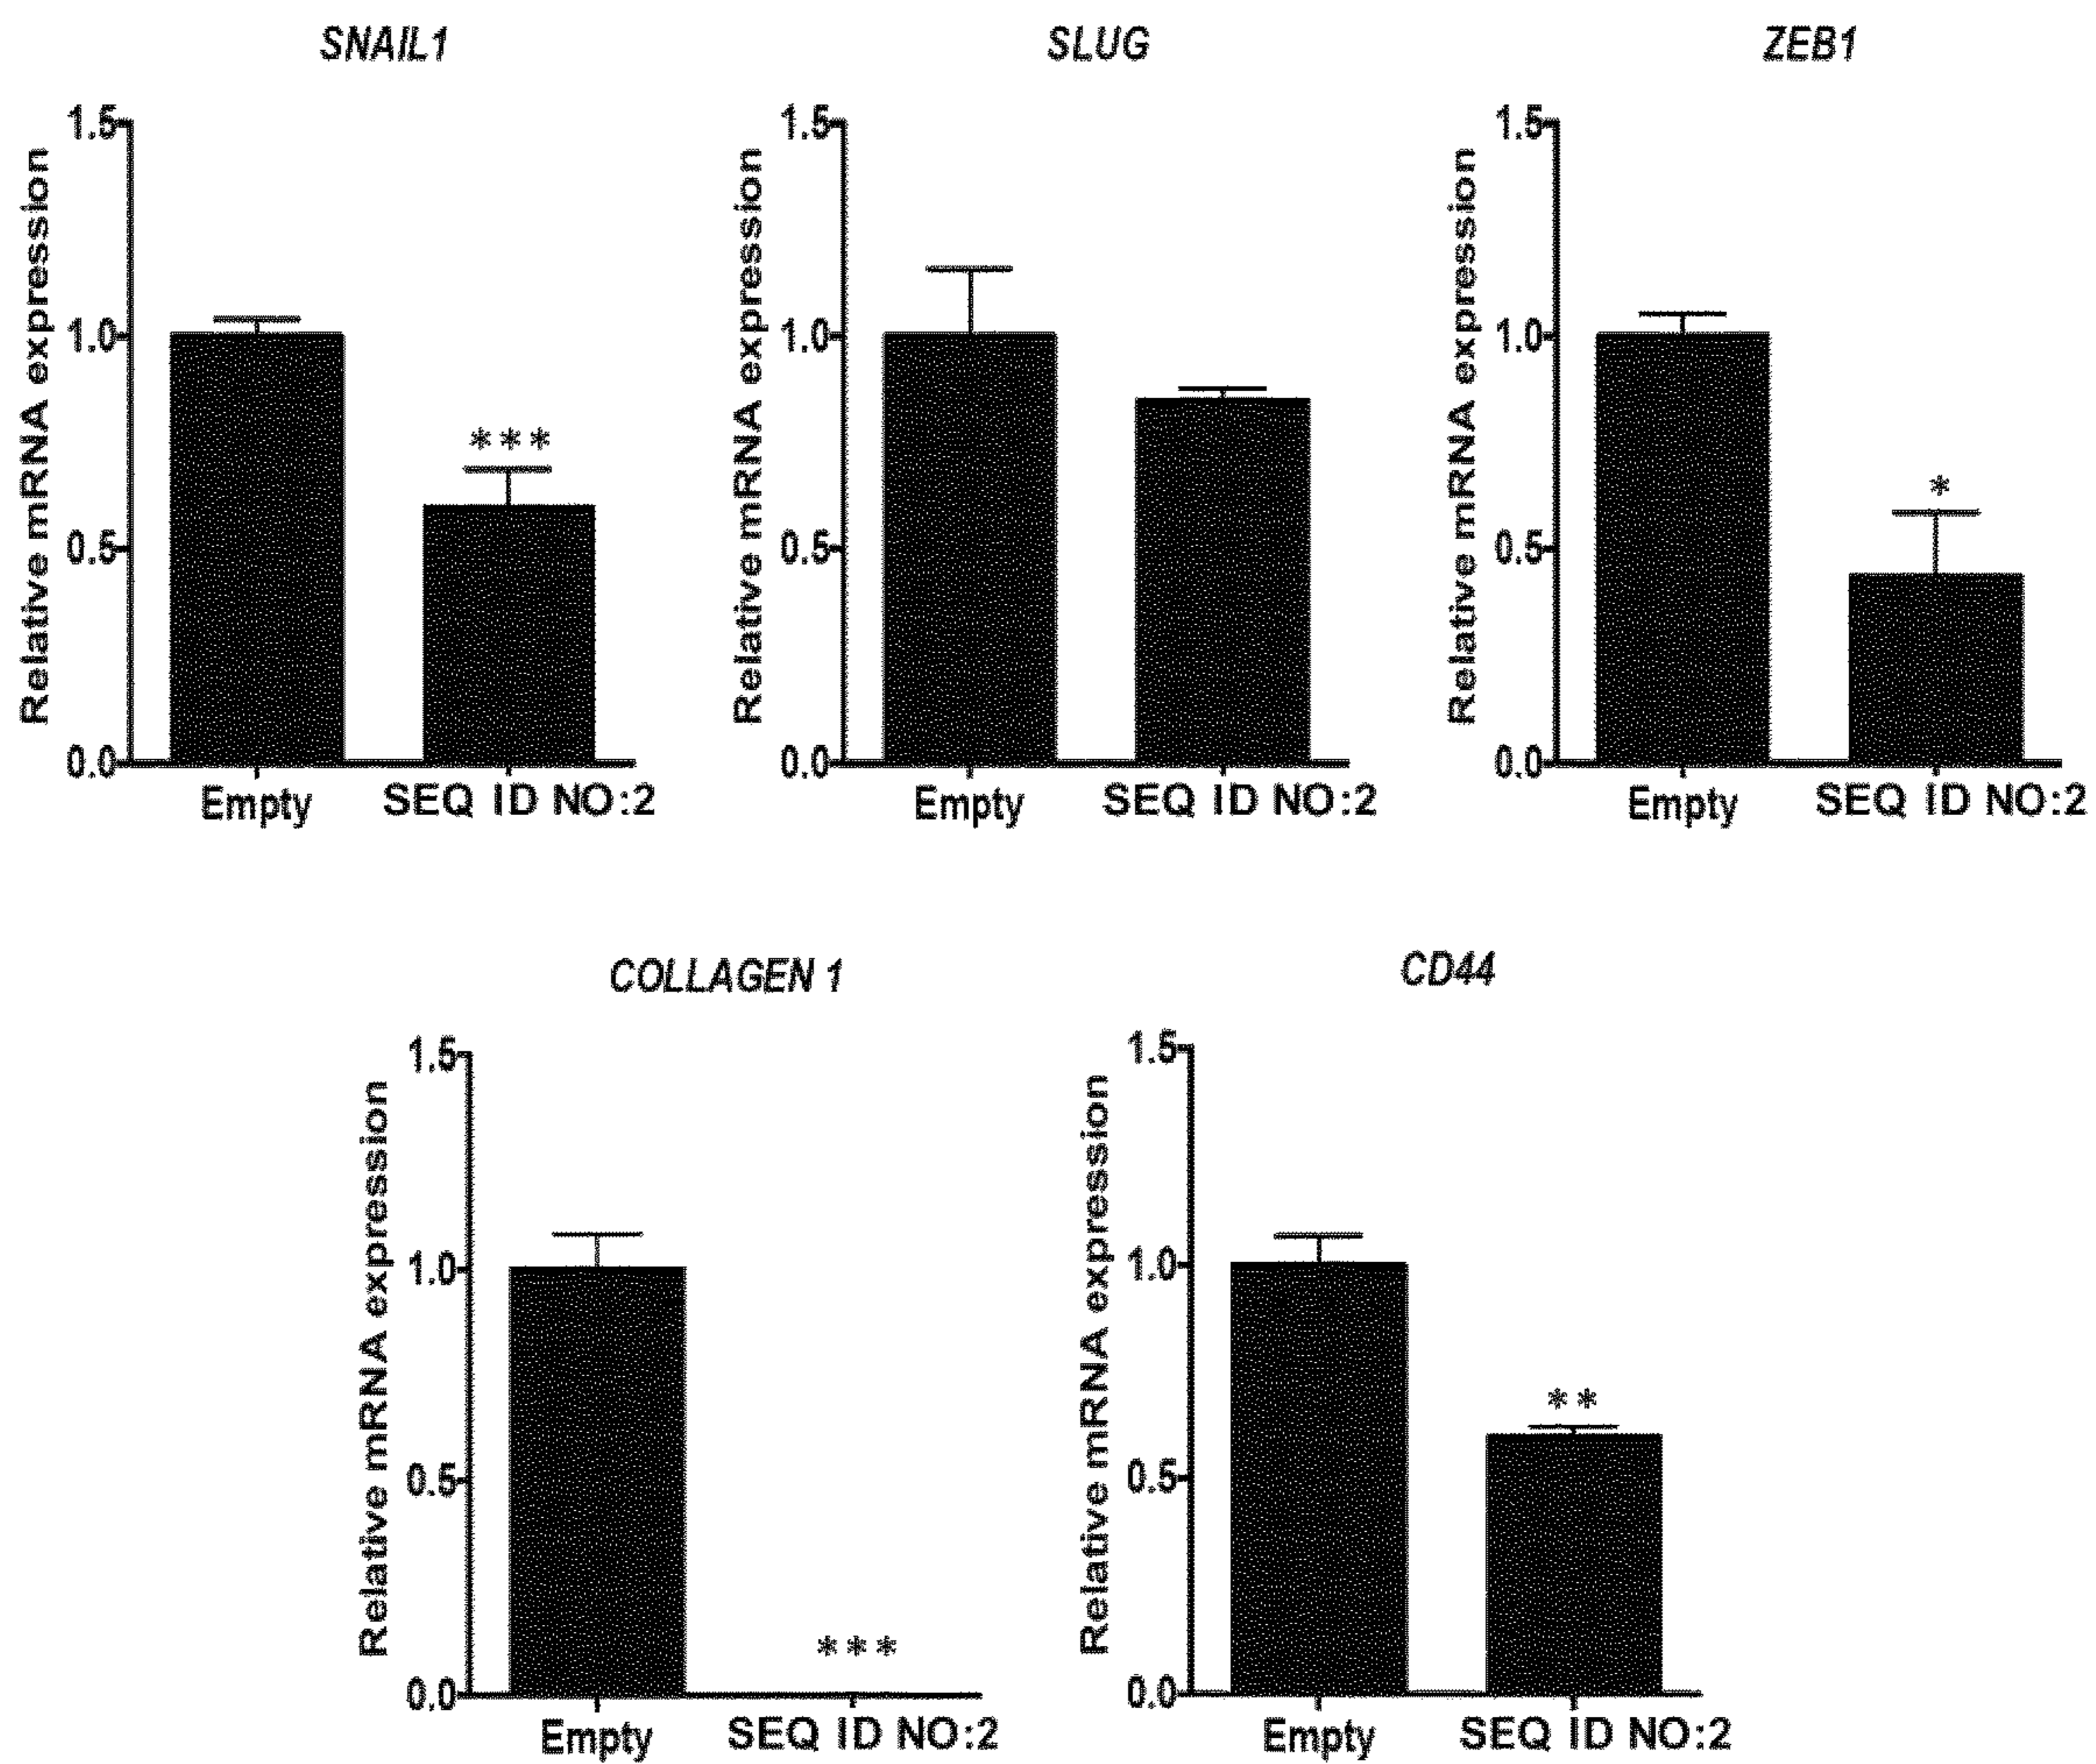 SNAIL1
Relative mRNA expression
1.5
1.0
0.5
0.0
***
Empty SEQ ID NO:2
SLUG
Relative mRNA expression
1.5
1.0
0.5
0.0
Empty SEQ ID NO:2
ZEB1
Relative mRNA expression
1.5
1.0
0.5
0.0
*
Empty SEQ ID NO:2
COLLAGEN 1
Relative mRNA expression
1.5
1.0
0.5
0.0
***
Empty SEQ ID NO:2
CD44
Relative mRNA expression
1.5
1.0
0.5
0.0
**
Empty SEQ ID NO:2